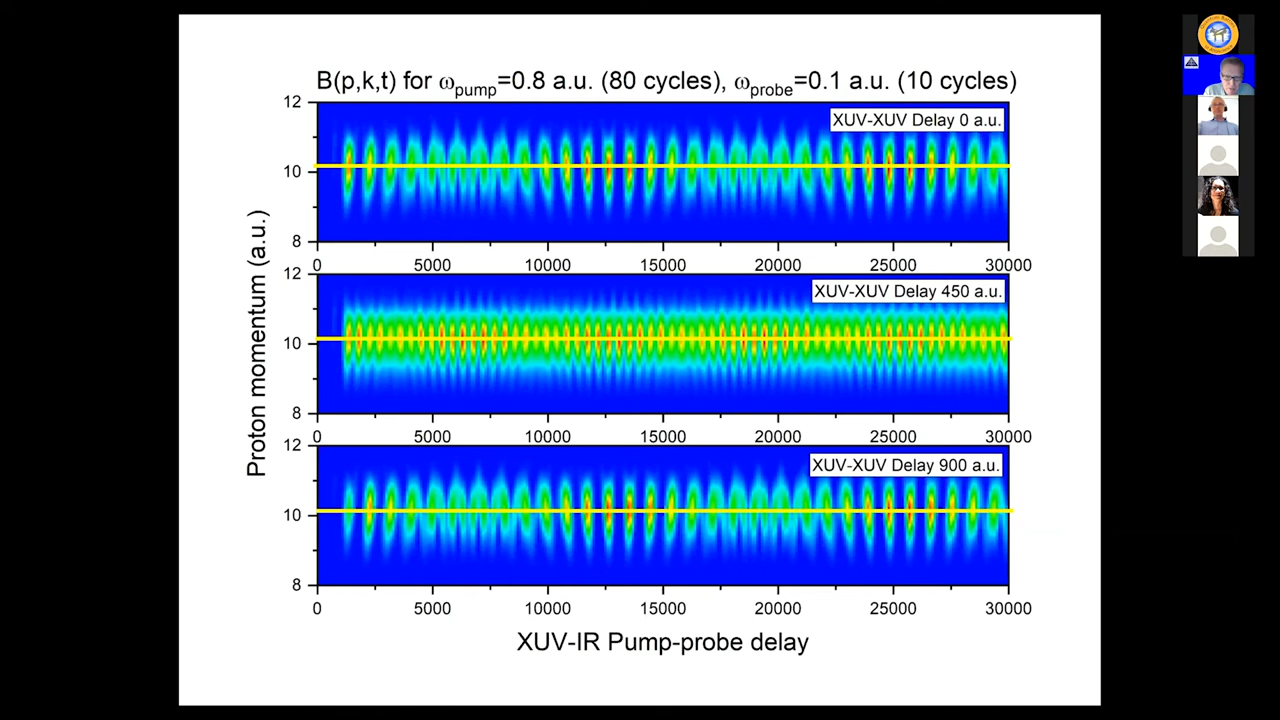 B(p,k,t) for ωpump=0.8 a.u. (80 cycles), ωprobe=0.1 a.u. (10 cycles)
Proton momentum (a.u.)
12
10
8
XUV-XUV Delay 0 a.u.
0 5000 10000 15000 20000 25000 30000
12
10
8
XUV-XUV Delay 450 a.u.
0 5000 10000 15000 20000 25000 30000
12
10
8
XUV-XUV Delay 900 a.u.
0 5000 10000 15000 20000 25000 30000
XUV-IR Pump-probe delay